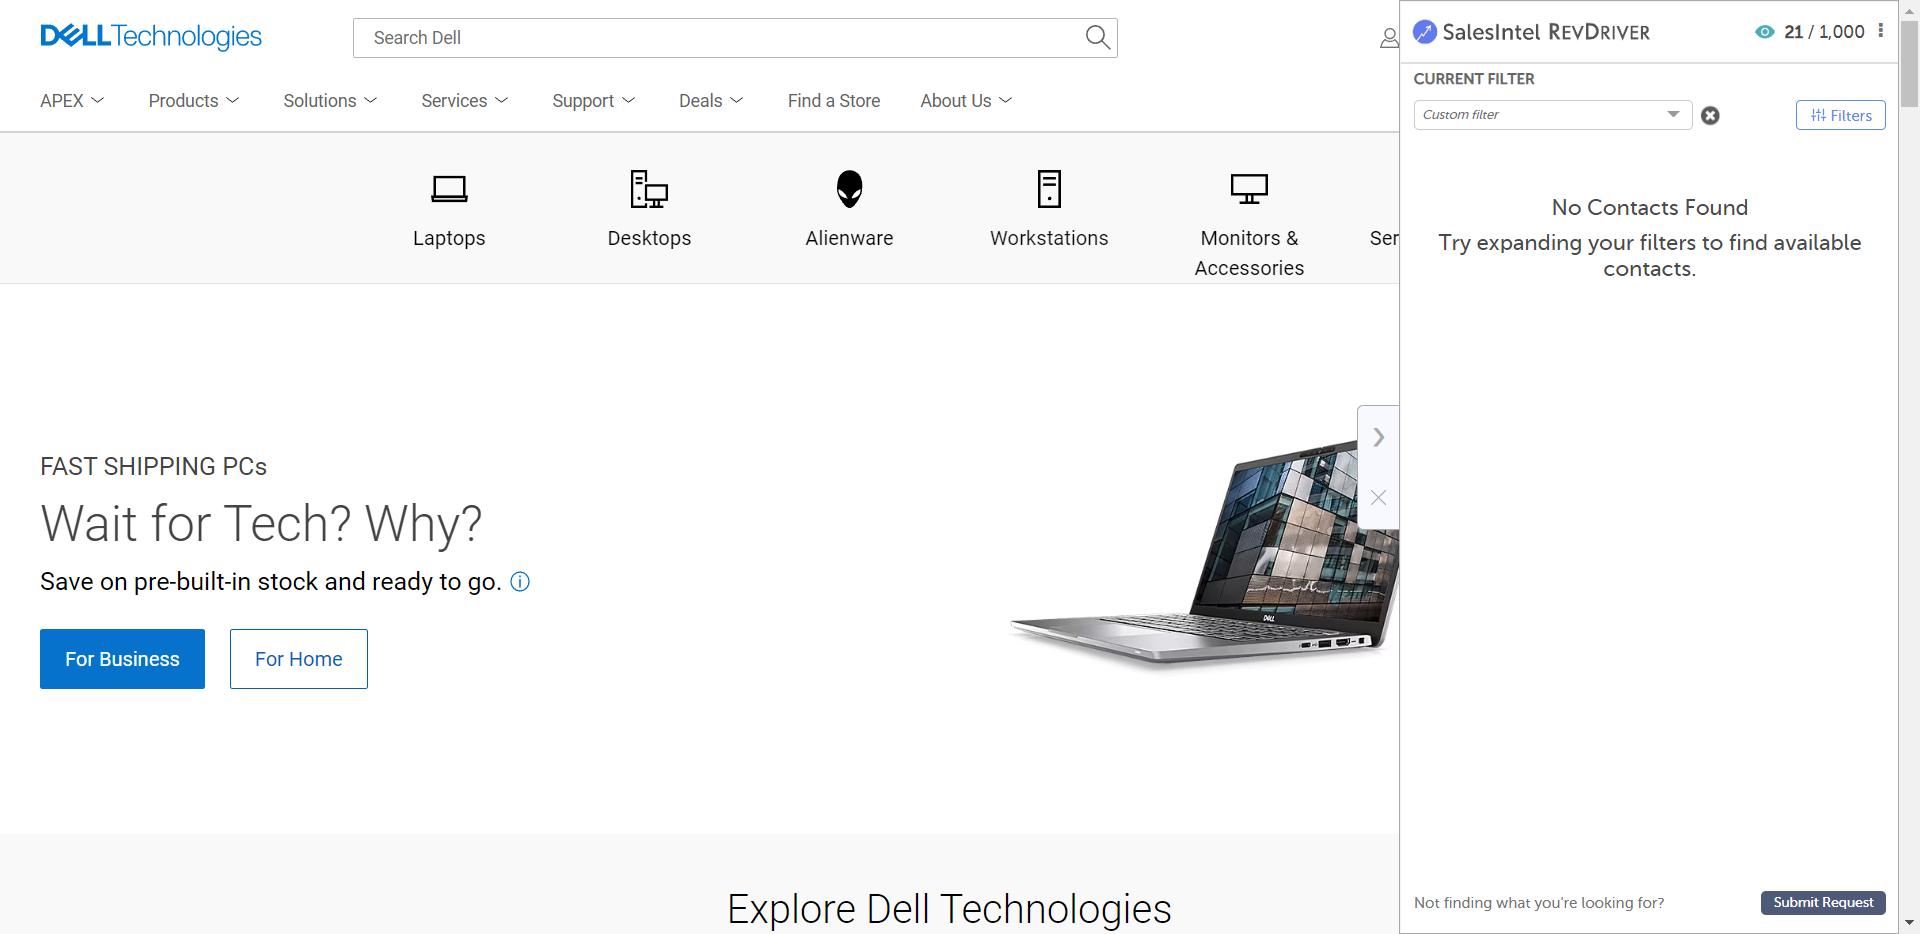 DELLTechnologies
Search Dell
APEX Products Solutions Services Support Deals Find a Store About Us
Laptops Desktops Alienware Workstations Monitors & Accessories Ser
FAST SHIPPING PCs
Wait for Tech? Why?
Save on pre-built-in stock and ready to go.
For Business For Home
DELL
Explore Dell Technologies
SalesIntel REVDRIVER 21 / 1,000
CURRENT FILTER
Custom filter Filters
No Contacts Found
Try expanding your filters to find available
contacts.
Not finding what you're looking for? Submit Request